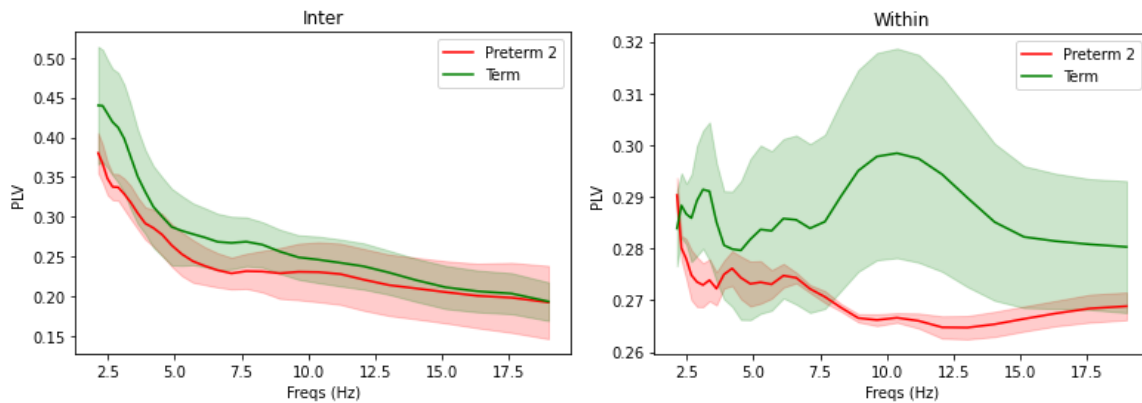 Inter
0.50
0.45
0.40
0.35
0.30
0.25
0.20
0.15
PLV
2.5 5.0 7.5 10.0 12.5 15.0 17.5
Freqs (Hz)
Preterm 2
Term
Within
0.32
0.31
0.30
0.29
0.28
0.27
0.26
PLV
2.5 5.0 7.5 10.0 12.5 15.0 17.5
Freqs (Hz)
Preterm 2
Term